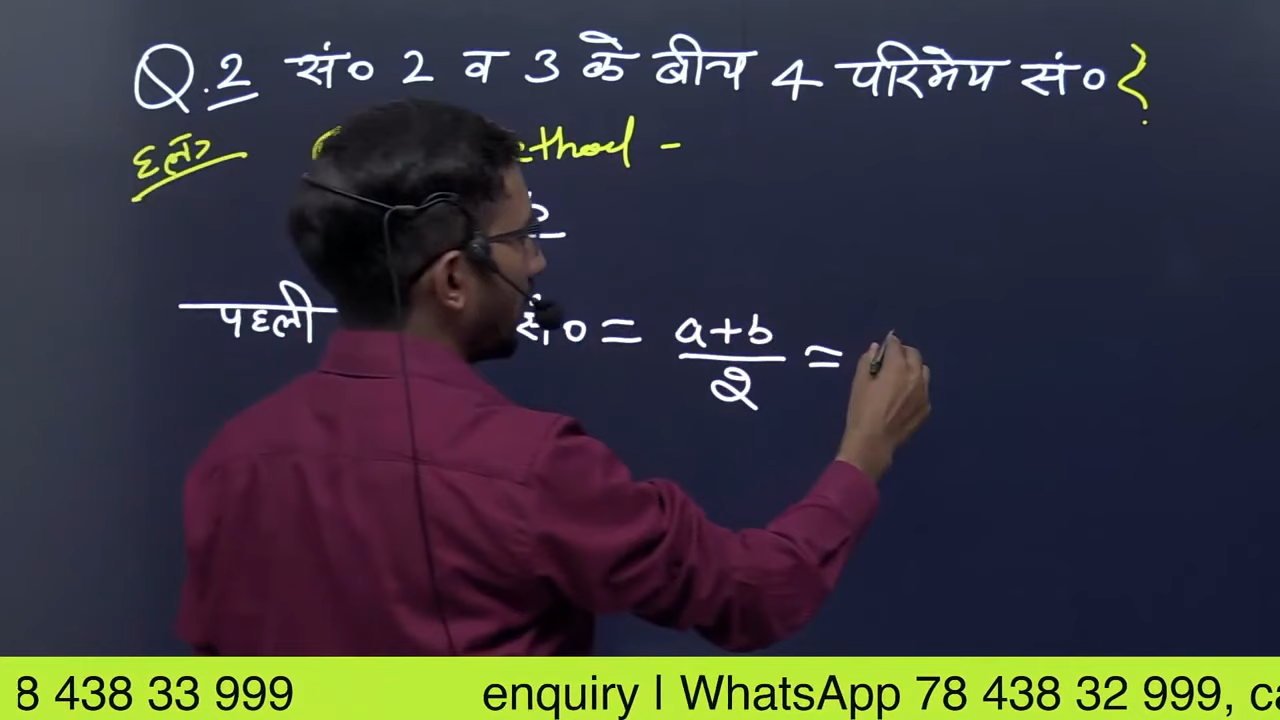 Q.2 सं० 2 व 3 के बीच 4 परिमेय सं० ?
हल> ethod -
b
पहली सं० = a+b / 2 =
8 438 33 999 enquiry | WhatsApp 78 438 32 999, ca